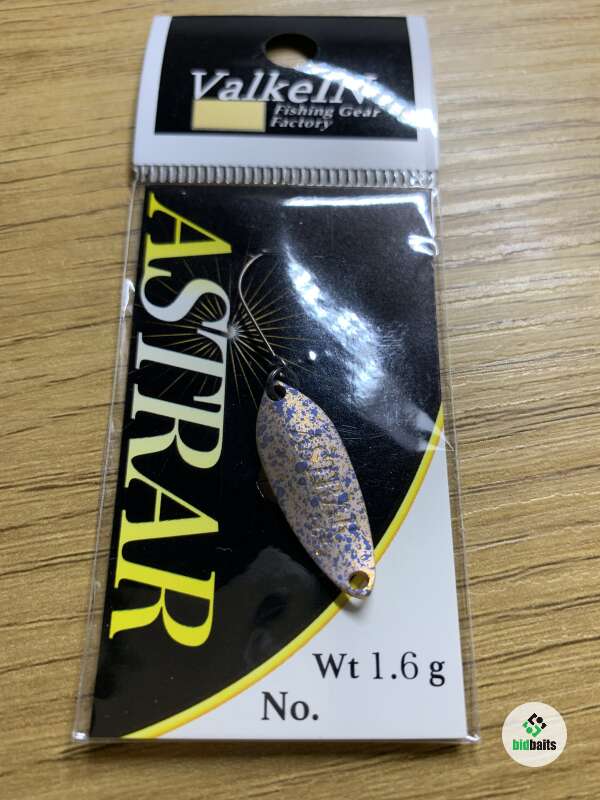 ValkeIN
Fishing Gear
Factory
ASTRAR
Wt 1.6 g
No.
bidbaits